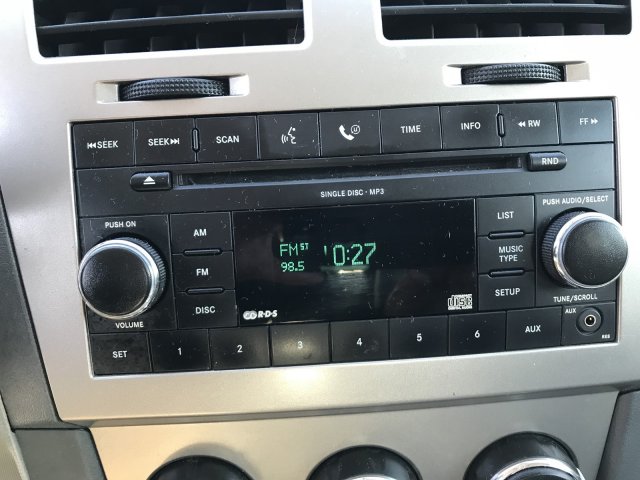 SEEK SEEK SCAN TIME INFO RW FF
RND
SINGLE DISC · MP3
PUSH ON AM LIST PUSH AUDIO/SELECT
FM ST 10:27
98.5
FM MUSIC TYPE
DISC SETUP
VOLUME RDS TUNE/SCROLL
AUX
SET 1 2 3 4 5 6 AUX